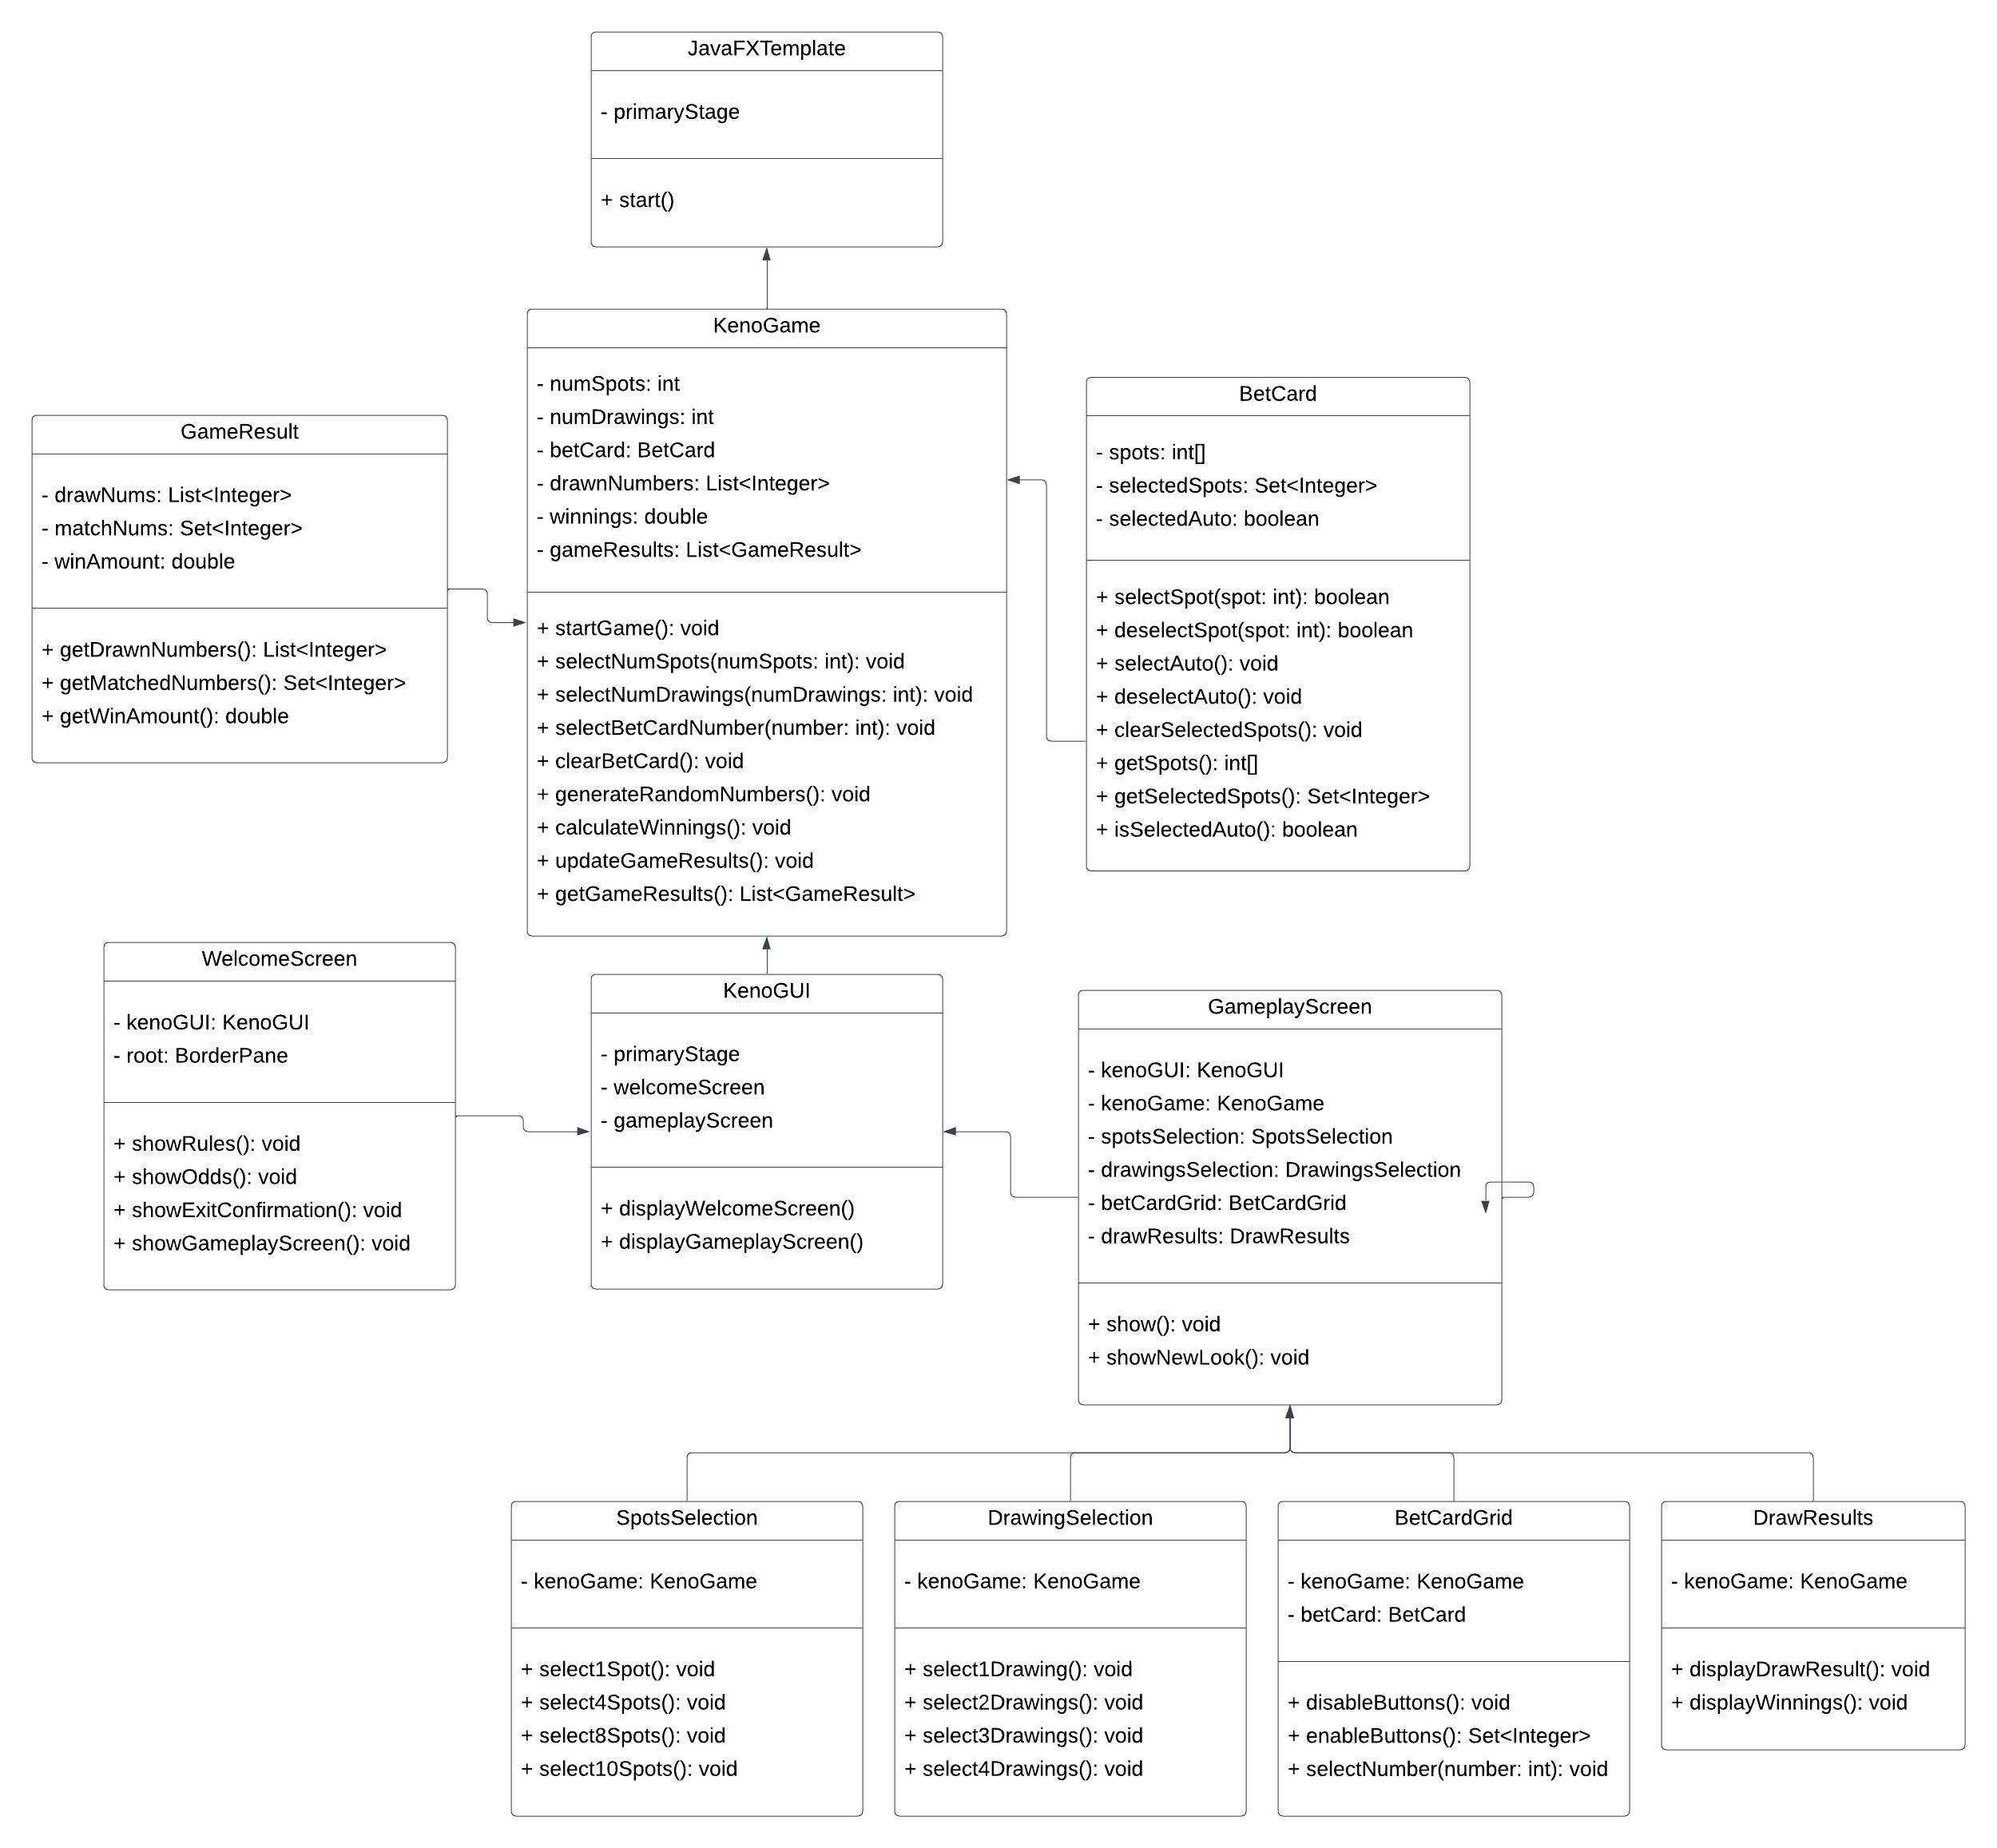 JavaFXTemplate
- primaryStage
+ start()
KenoGame
- numSpots: int
- numDrawings: int
- betCard: BetCard
- drawnNumbers: List<Integer>
- winnings: double
- gameResults: List<GameResult>
+ startGame(): void
+ selectNumSpots(numSpots: int): void
+ selectNumDrawings(numDrawings: int): void
+ selectBetCardNumber(number: int): void
+ clearBetCard(): void
+ generateRandomNumbers(): void
+ calculateWinnings(): void
+ updateGameResults(): void
+ getGameResults(): List<GameResult>
GameResult
- drawNums: List<Integer>
- matchNums: Set<Integer>
- winAmount: double
+ getDrawnNumbers(): List<Integer>
+ getMatchedNumbers(): Set<Integer>
+ getWinAmount(): double
BetCard
- spots: int[]
- selectedSpots: Set<Integer>
- selectedAuto: boolean
+ selectSpot(spot: int): boolean
+ deselectSpot(spot: int): boolean
+ selectAuto(): void
+ deselectAuto(): void
+ clearSelectedSpots(): void
+ getSpots(): int[]
+ getSelectedSpots(): Set<Integer>
+ isSelectedAuto(): boolean
WelcomeScreen
- kenoGUI: KenoGUI
- root: BorderPane
+ showRules(): void
+ showOdds(): void
+ showExitConfirmation(): void
+ showGameplayScreen(): void
KenoGUI
- primaryStage
- welcomeScreen
- gameplayScreen
+ displayWelcomeScreen()
+ displayGameplayScreen()
GameplayScreen
- kenoGUI: KenoGUI
- kenoGame: KenoGame
- spotsSelection: SpotsSelection
- drawingsSelection: DrawingsSelection
- betCardGrid: BetCardGrid
- drawResults: DrawResults
+ show(): void
+ showNewLook(): void
SpotsSelection
- kenoGame: KenoGame
+ select1Spot(): void
+ select4Spots(): void
+ select8Spots(): void
+ select10Spots(): void
DrawingSelection
- kenoGame: KenoGame
+ select1Drawing(): void
+ select2Drawings(): void
+ select3Drawings(): void
+ select4Drawings(): void
BetCardGrid
- kenoGame: KenoGame
- betCard: BetCard
+ disableButtons(): void
+ enableButtons(): Set<Integer>
+ selectNumber(number: int): void
DrawResults
- kenoGame: KenoGame
+ displayDrawResult(): void
+ displayWinnings(): void